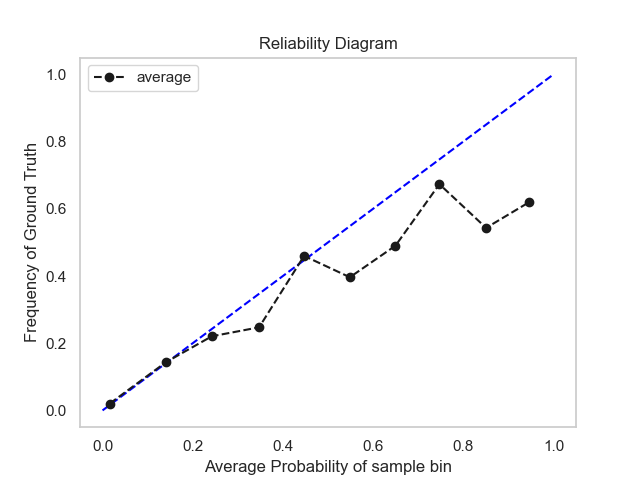 Reliability Diagram
average
1.0
0.8
0.6
0.4
0.2
0.0
Frequency of Ground Truth
0.0 0.2 0.4 0.6 0.8 1.0
Average Probability of sample bin